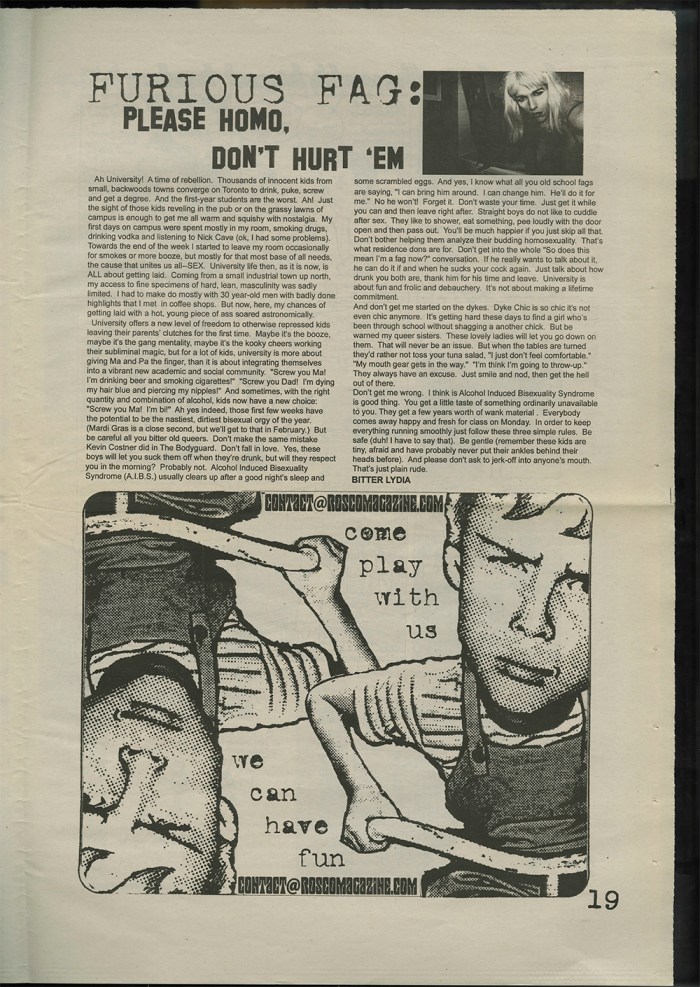 FURIOUS FAG:
PLEASE HOMO,
DON'T HURT 'EM
Ah University! A time of rebellion. Thousands of innocent kids from
small, backwoods towns converge on Toronto to drink, puke, screw
and get a degree. And the first-year students are the worst. Ah! Just
the sight of those kids reveling in the pub or on the grassy lawns of
campus is enough to get me all warm and squishy with nostalgia. My
first days on campus were spent mostly in my room, smoking drugs,
drinking vodka and listening to Nick Cave (ok, I had some problems).
Towards the end of the week I started to leave my room occasionally
for smokes or more booze, but mostly for that most base of all needs,
the cause that unites us all--SEX. University life then, as it is now, is
ALL about getting laid. Coming from a small industrial town up north,
my access to fine specimens of hard, lean, masculinity was sadly
limited. I had to make do mostly with 30 year-old men with badly done
highlights that I met in coffee shops. But now, here, my chances of
getting laid with a hot, young piece of ass soared astronomically.
University offers a new level of freedom to otherwise repressed kids
leaving their parents' clutches for the first time. Maybe it's the booze,
maybe it's the gang mentality, maybe it's the kooky cheers working
their subliminal magic, but for a lot of kids, university is more about
giving Ma and Pa the finger, than it is about integrating themselves
into a vibrant new academic and social community. "Screw you Ma!
I'm drinking beer and smoking cigarettes!" "Screw you Dad! I'm dying
my hair blue and piercing my nipples!" And sometimes, with the right
quantity and combination of alcohol, kids now have a new choice:
"Screw you Ma! I'm bi!" Ah yes indeed, those first few weeks have
the potential to be the nastiest, dirtiest bisexual orgy of the year.
(Mardi Gras is a close second, but we'll get to that in February.) But
be careful all you bitter old queers. Don't make the same mistake
Kevin Costner did in The Bodyguard. Don't fall in love. Yes, these
boys will let you suck them off when they're drunk, but will they respect
you in the morning? Probably not. Alcohol Induced Bisexuality
Syndrome (A.I.B.S.) usually clears up after a good night's sleep and
some scrambled eggs. And yes, I know what all you old school fags
are saying, "I can bring him around. I can change him. He'll do it for
me." No he won't! Forget it. Don't waste your time. Just get it while
you can and then leave right after. Straight boys do not like to cuddle
after sex. They like to shower, eat something, pee loudly with the door
open and then pass out. You'll be much happier if you just skip all that.
Don't bother helping them analyze their budding homosexuality. That's
what residence dons are for. Don't get into the whole "So does this
mean I'm a fag now?" conversation. If he really wants to talk about it,
he can do it if and when he sucks your cock again. Just talk about how
drunk you both are, thank him for his time and leave. University is
about fun and frolic and debauchery. It's not about making a lifetime
commitment.
And don't get me started on the dykes. Dyke Chic is so chic it's not
even chic anymore. It's getting hard these days to find a girl who's
been through school without shagging a another chick. But be
warned my queer sisters. These lovely ladies will let you go down on
them. That will never be an issue. But when the tables are turned
they'd rather not toss your tuna salad, "I just don't feel comfortable."
"My mouth gear gets in the way." "I'm think I'm going to throw-up."
They always have an excuse. Just smile and nod, then get the hell
out of there.
Don't get me wrong. I think is Alcohol Induced Bisexuality Syndrome
is good thing. You get a little taste of something ordinarily unavailable
to you. They get a few years worth of wank material . Everybody
comes away happy and fresh for class on Monday. In order to keep
everything running smoothly just follow these three simple rules. Be
safe (duh! I have to say that). Be gentle (remember these kids are
tiny, afraid and have probably never put their ankles behind their
heads before). And please don't ask to jerk-off into anyone's mouth.
That's just plain rude.
BITTER LYDIA
CONTACT@ROSCOMAGAZINE.COM
come
play
with
us
we
can
have
fun
CONTACT@ROSCOMAGAZINE.COM
19